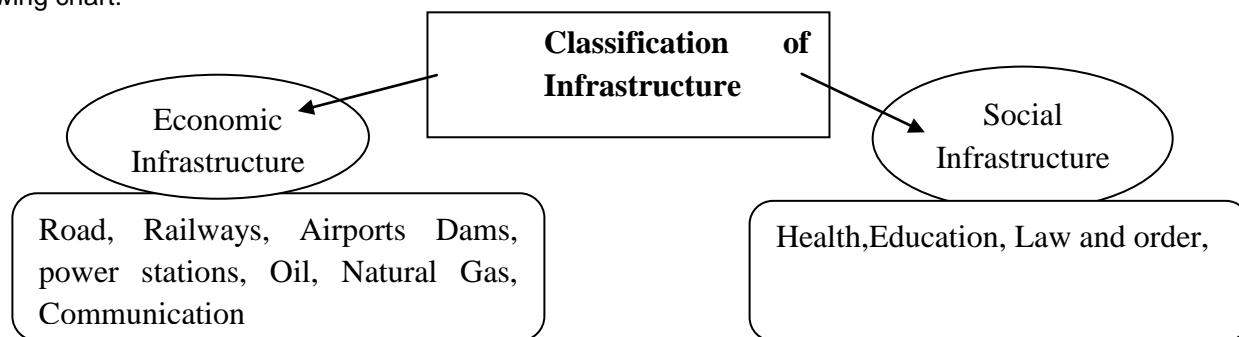 wing chart.
Classification of
Infrastructure
Economic
Infrastructure
Social
Infrastructure
Road, Railways, Airports Dams,
power stations, Oil, Natural Gas,
Communication
Health,Education, Law and order,